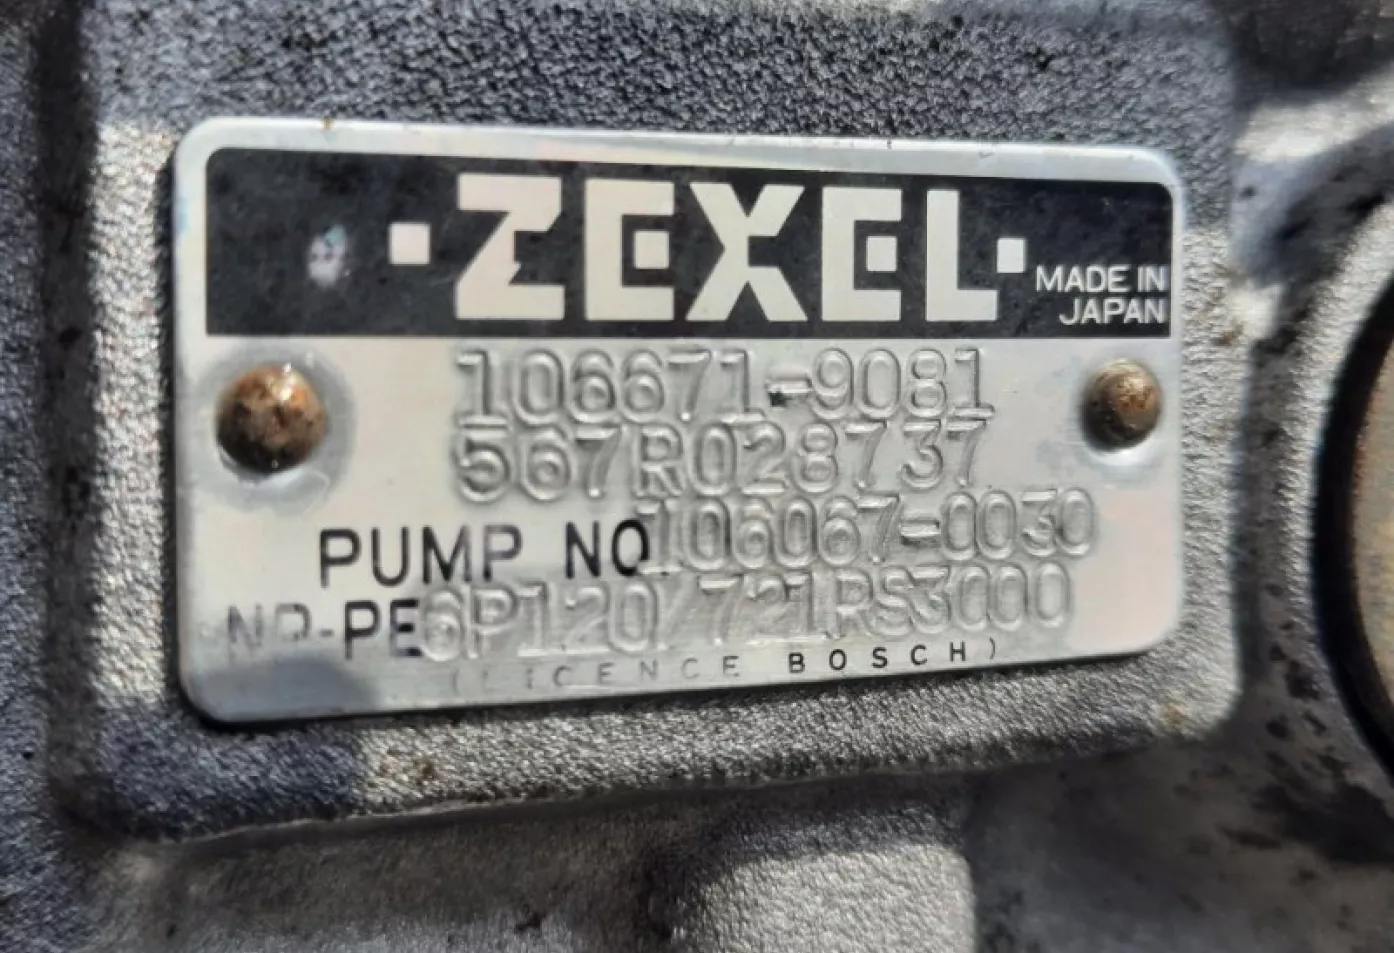 ·ZEXEL·
MADE IN
JAPAN
106671-9081
567R028737
PUMP NO. 106067-0030
NP-PE6P120/721RS3000
(LICENCE BOSCH)